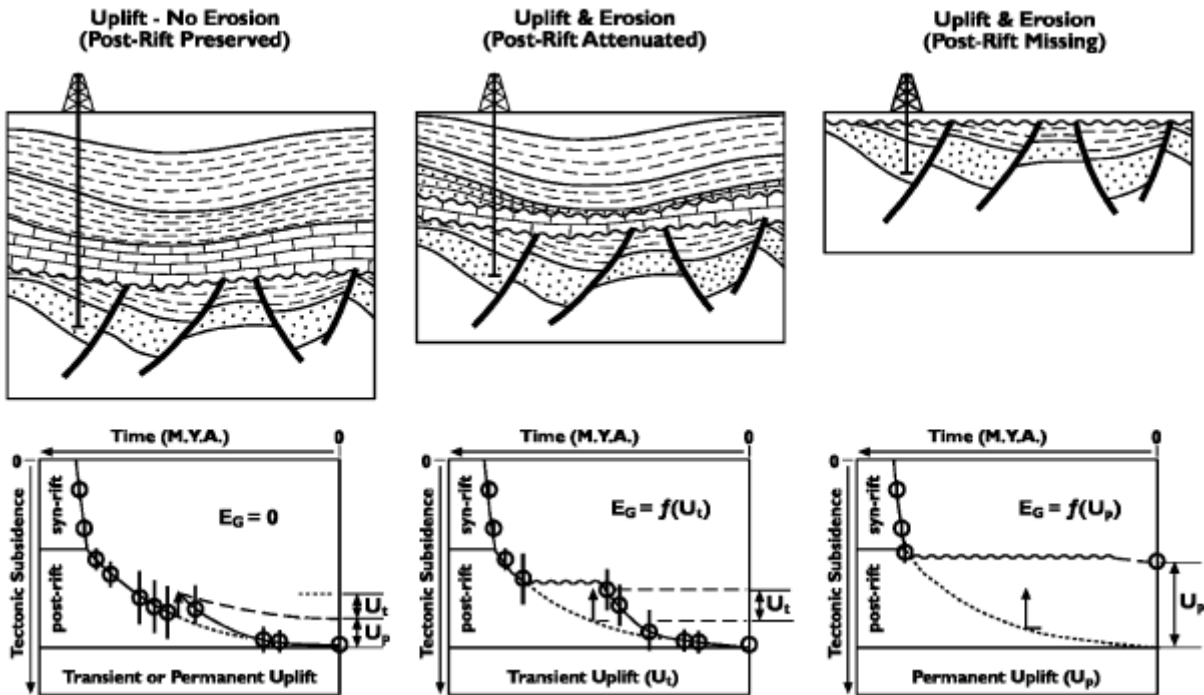 Uplift - No Erosion
(Post-Rift Preserved)
Uplift & Erosion
(Post-Rift Attenuated)
Uplift & Erosion
(Post-Rift Missing)
Time (M.Y.A.)
0
0
Tectonic Subsidence
syn-rift
post-rift
E_G = 0
U_t
U_p
Transient or Permanent Uplift
Time (M.Y.A.)
0
0
Tectonic Subsidence
syn-rift
post-rift
E_G = f(U_t)
U_t
Transient Uplift (U_t)
Time (M.Y.A.)
0
0
Tectonic Subsidence
syn-rift
post-rift
E_G = f(U_p)
U_p
Permanent Uplift (U_p)